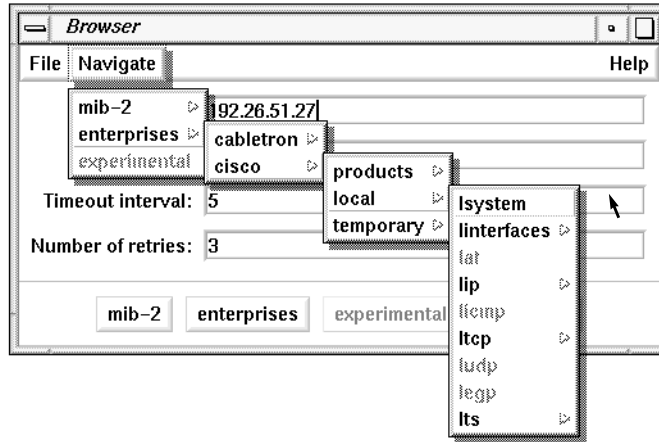 Browser
File Navigate Help
mib-2
enterprises
experimental
192.26.51.27
cabletron
cisco
products
local
temporary
lsystem
linterfaces
lat
lip
licmp
ltcp
ludp
legp
lts
Timeout interval: 5
Number of retries: 3
mib-2 enterprises experimental